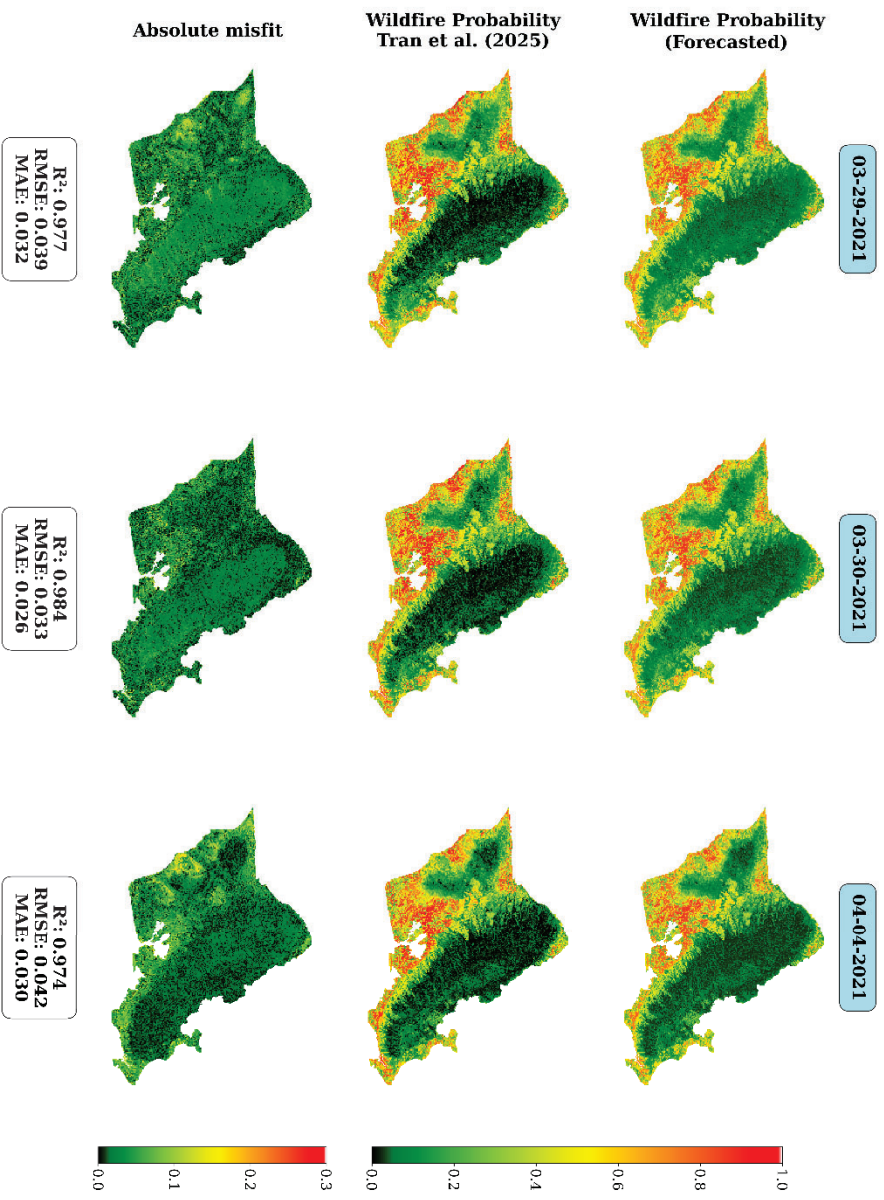 03-29-2021
03-30-2021
04-04-2021
Wildfire Probability
(Forecasted)
1.0
0.8
0.6
0.4
0.2
0.0
Wildfire Probability
Tran et al. (2025)
Absolute misfit
0.3
0.2
0.1
0.0
R²: 0.977
RMSE: 0.039
MAE: 0.032
R²: 0.984
RMSE: 0.033
MAE: 0.026
R²: 0.974
RMSE: 0.042
MAE: 0.030